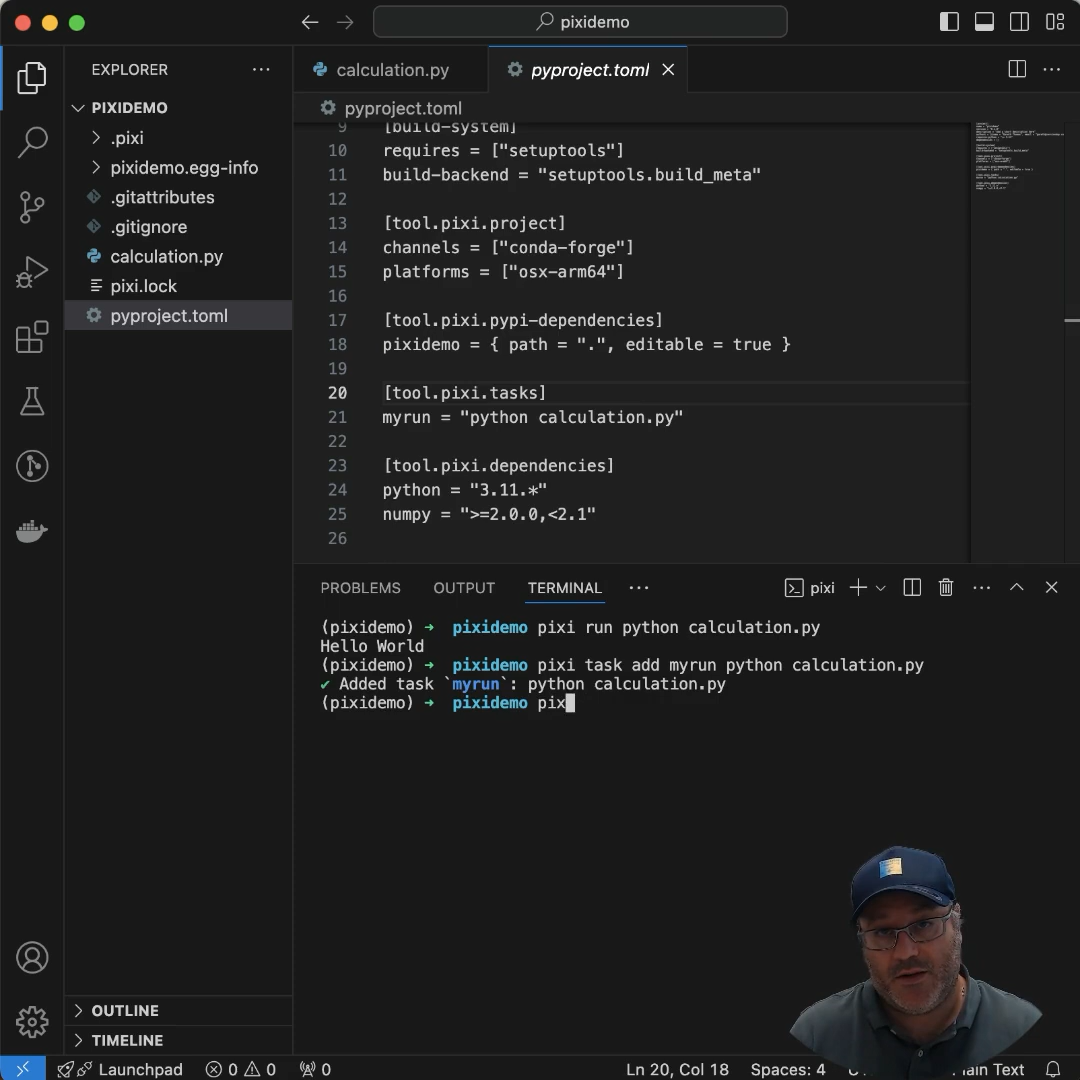 pixidemo
EXPLORER
calculation.py
pyproject.toml
PIXIDEMO
.pixi
pixidemo.egg-info
.gitattributes
.gitignore
calculation.py
pixi.lock
pyproject.toml
OUTLINE
TIMELINE
pyproject.toml
9 [build-system]
10 requires = ["setuptools"]
11 build-backend = "setuptools.build_meta"
12
13 [tool.pixi.project]
14 channels = ["conda-forge"]
15 platforms = ["osx-arm64"]
16
17 [tool.pixi.pypi-dependencies]
18 pixidemo = { path = ".", editable = true }
19
20 [tool.pixi.tasks]
21 myrun = "python calculation.py"
22
23 [tool.pixi.dependencies]
24 python = "3.11.*"
25 numpy = ">=2.0.0,<2.1"
26
PROBLEMS OUTPUT TERMINAL ··· pixi
(pixidemo) → pixidemo pixi run python calculation.py
Hello World
(pixidemo) → pixidemo pixi task add myrun python calculation.py
✔ Added task `myrun`: python calculation.py
(pixidemo) → pixidemo pix
Launchpad 0 0 0 Ln 20, Col 18 Spaces: 4 Text